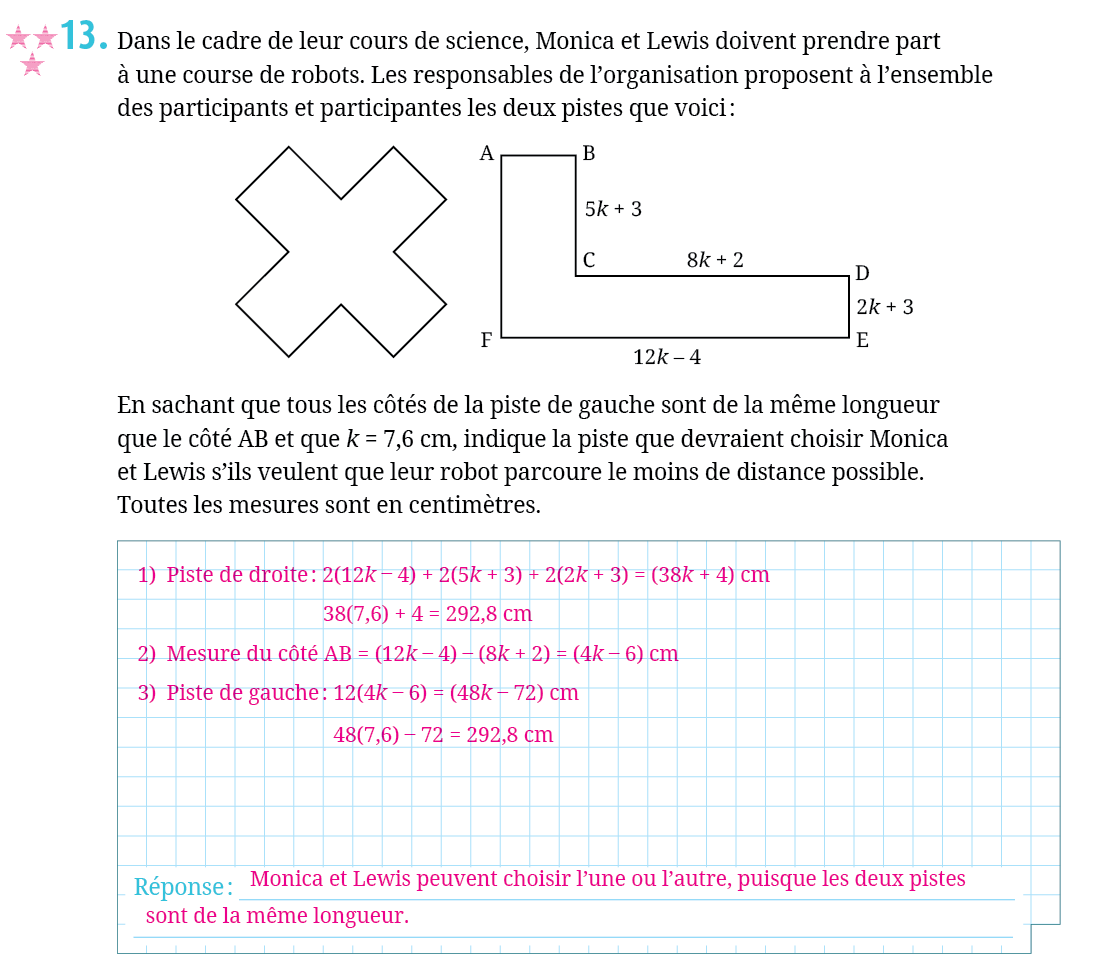 13. Dans le cadre de leur cours de science, Monica et Lewis doivent prendre part
à une course de robots. Les responsables de l’organisation proposent à l’ensemble
des participants et participantes les deux pistes que voici :
A B
5k + 3
C 8k + 2 D
2k + 3
F E
12k – 4
En sachant que tous les côtés de la piste de gauche sont de la même longueur
que le côté AB et que k = 7,6 cm, indique la piste que devraient choisir Monica
et Lewis s’ils veulent que leur robot parcoure le moins de distance possible.
Toutes les mesures sont en centimètres.
1) Piste de droite : 2(12k – 4) + 2(5k + 3) + 2(2k + 3) = (38k + 4) cm
38(7,6) + 4 = 292,8 cm
2) Mesure du côté AB = (12k – 4) – (8k + 2) = (4k – 6) cm
3) Piste de gauche : 12(4k – 6) = (48k – 72) cm
48(7,6) – 72 = 292,8 cm
Réponse : Monica et Lewis peuvent choisir l’une ou l’autre, puisque les deux pistes
sont de la même longueur.